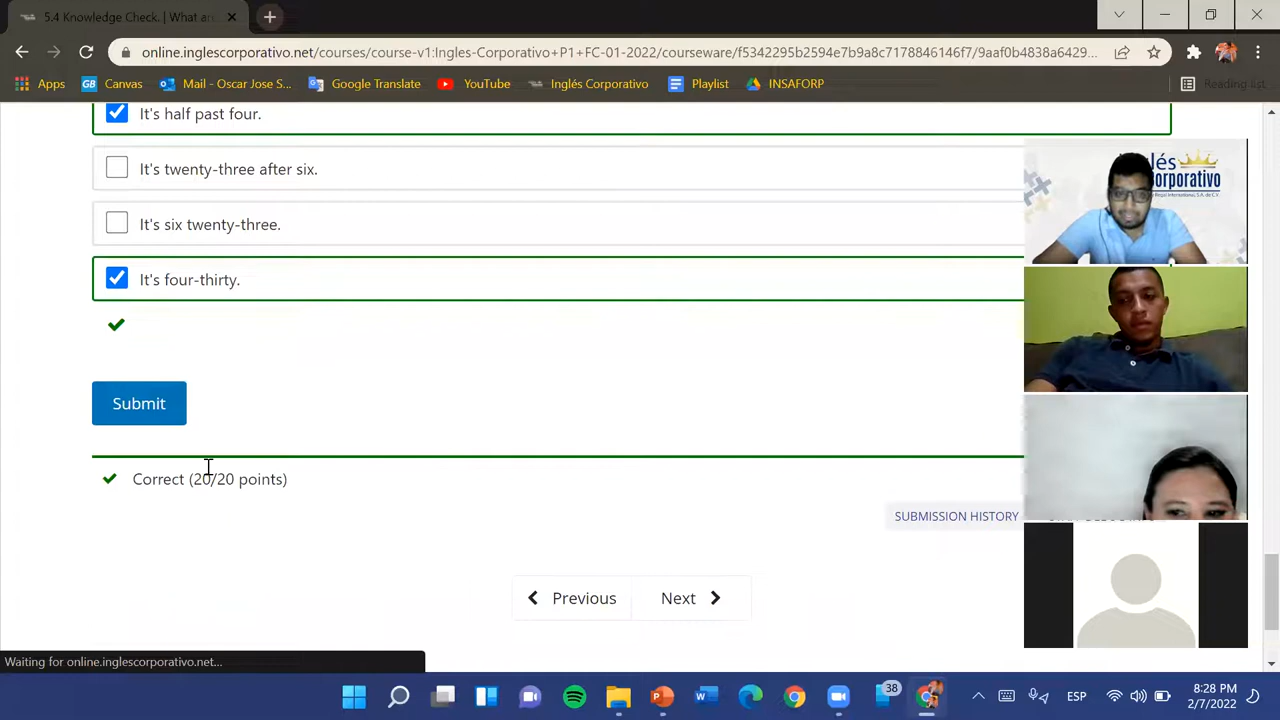 5.4 Knowledge Check. | What ar
online.inglescorporativo.net/courses/course-v1:Ingles-Corporativo+P1+FC-01-2022/courseware/f5342295b2594e7b9a8c7178846146f7/9aaf0b4838a6429...
Apps
Canvas
Mail - Oscar Jose S...
Google Translate
YouTube
Inglés Corporativo
Playlist
INSAFORP
Reading list
It's half past four.
It's twenty-three after six.
It's six twenty-three.
It's four-thirty.
Submit
Correct (20/20 points)
SUBMISSION HISTORY
Previous
Next
Waiting for online.inglescorporativo.net...
38
ESP
8:28 PM
2/7/2022